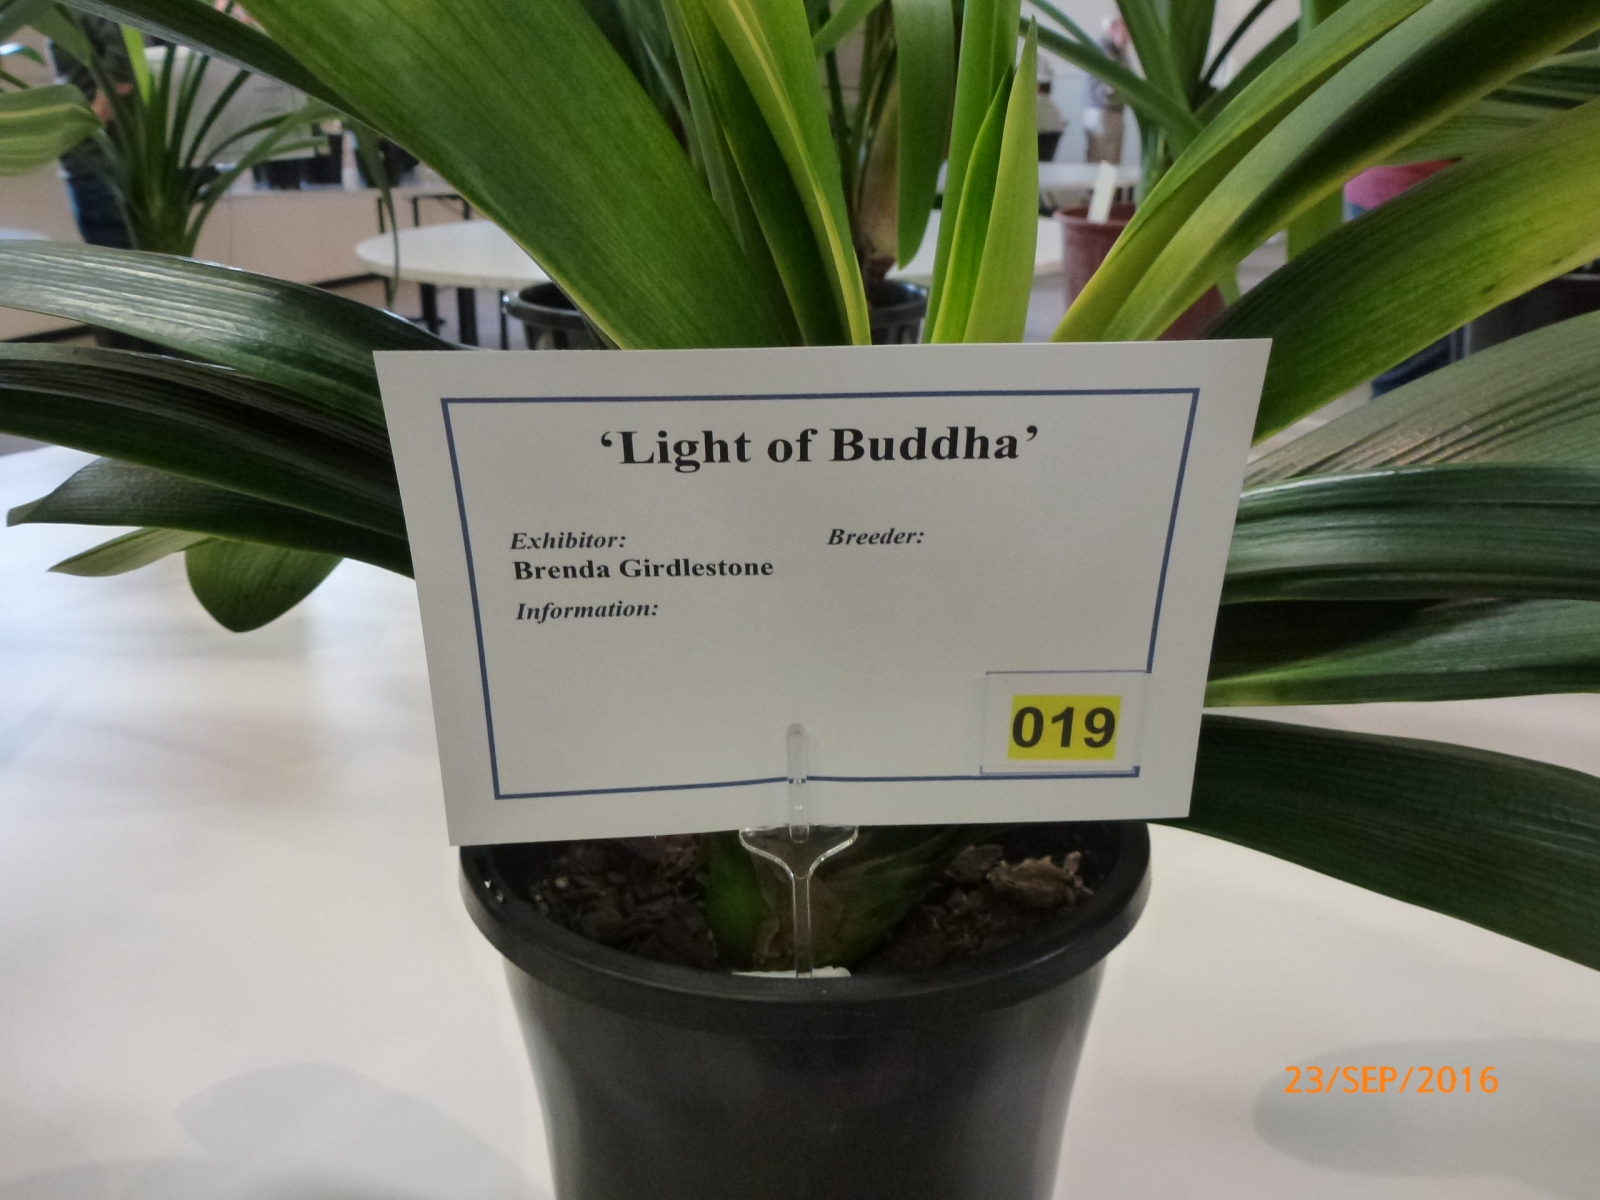 ‘Light of Buddha’
Exhibitor:
Brenda Girdlestone
Breeder:
Information:
019
23/SEP/2016